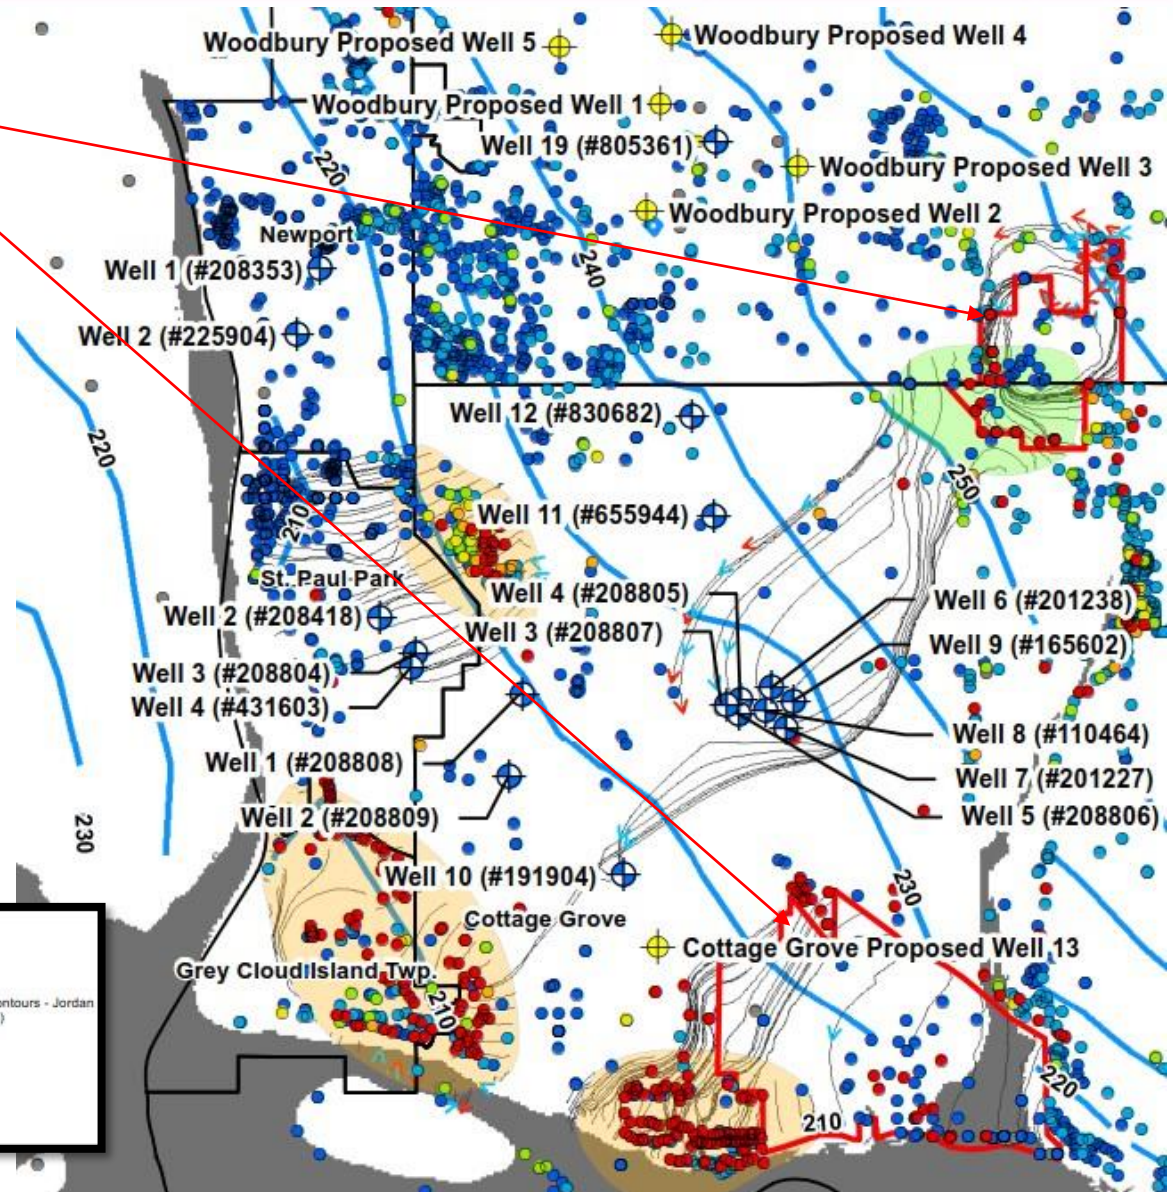 Woodbury Proposed Well 5
Woodbury Proposed Well 4
Woodbury Proposed Well 1
Well 19 (#805361)
220
Woodbury Proposed Well 3
Woodbury Proposed Well 2
Newport
Well 1 (#208353)
240
Well 2 (#225904)
Well 12 (#830682)
220
250
Well 11 (#655944)
210
St. Paul Park
Well 4 (#208805)
Well 6 (#201238)
Well 2 (#208418)
Well 3 (#208807)
Well 9 (#165602)
Well 3 (#208804)
Well 4 (#431603)
Well 8 (#110464)
Well 1 (#208808)
Well 7 (#201227)
230
Well 2 (#208809)
Well 5 (#208806)
Well 10 (#191904)
230
Cottage Grove
Cottage Grove Proposed Well 13
Grey Cloud Island Twp.
ontours - Jordan
)
210
220
210